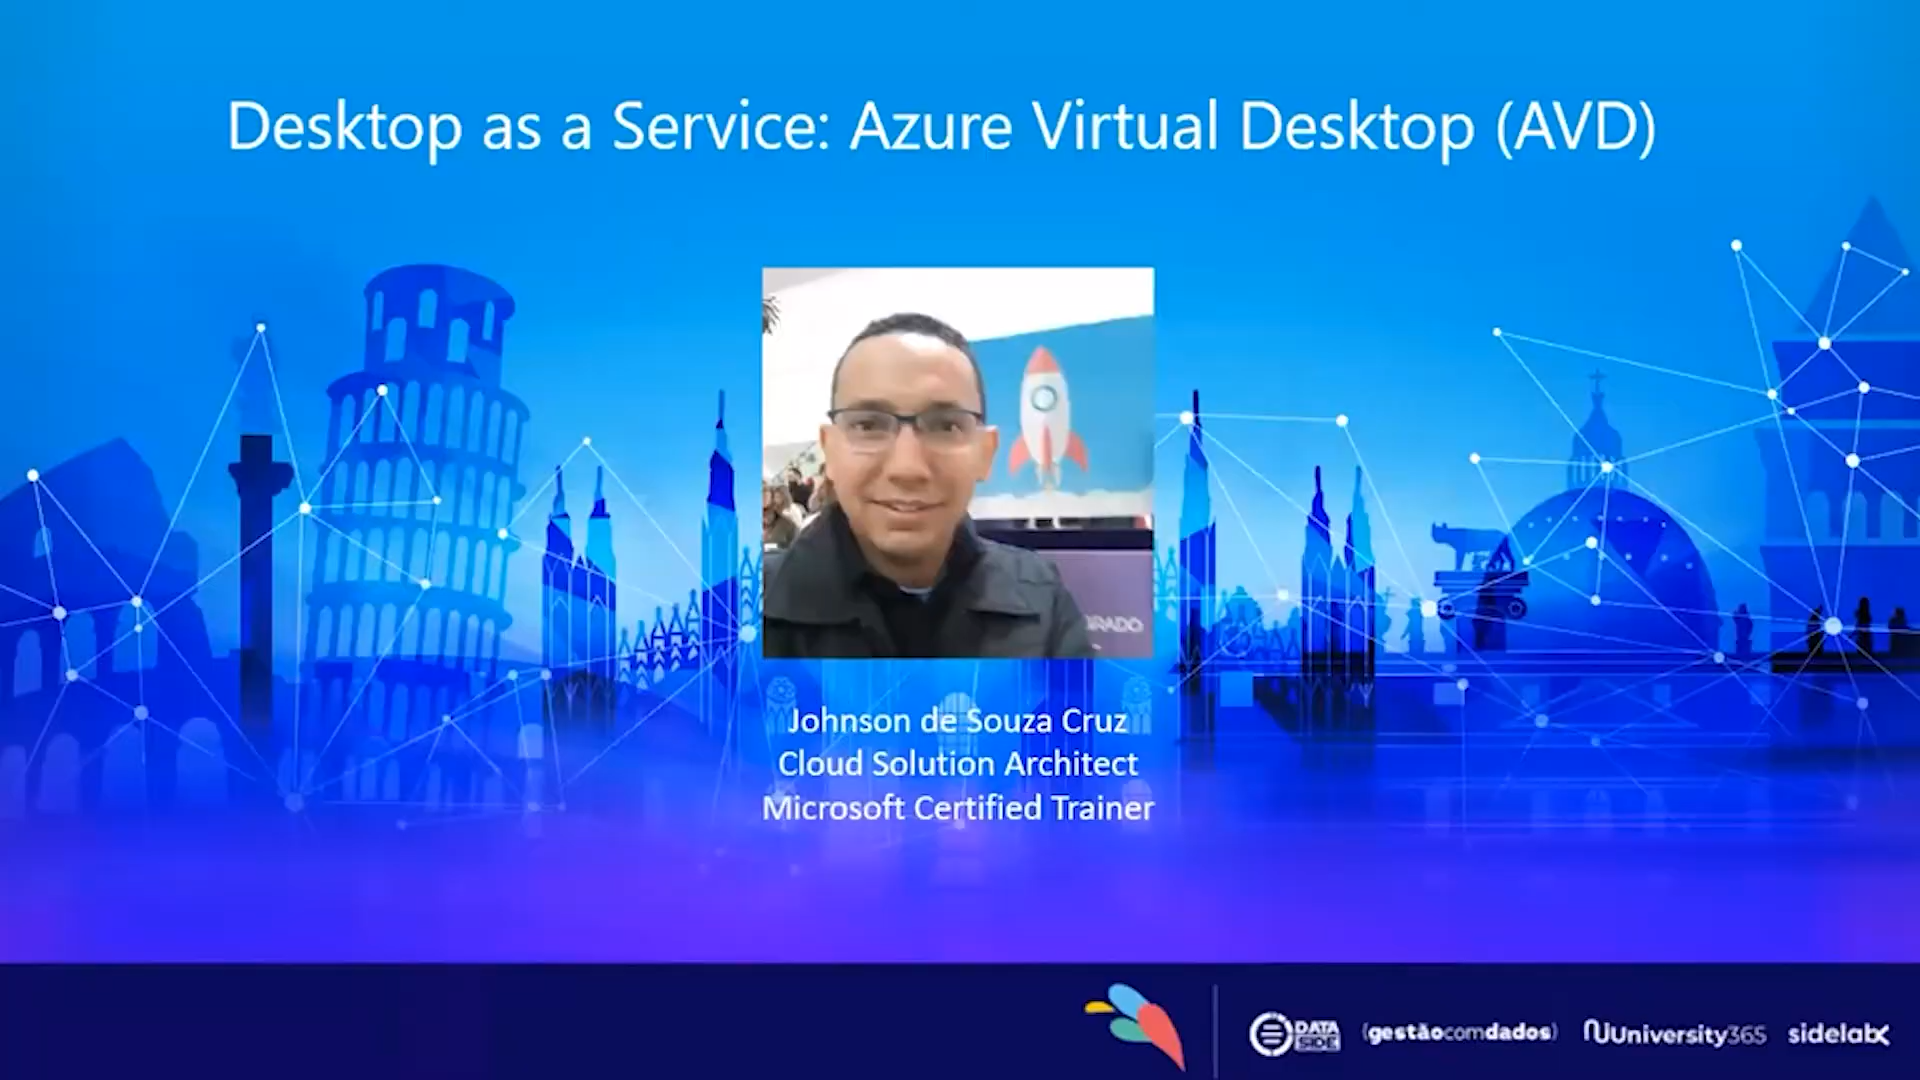 Desktop as a Service: Azure Virtual Desktop (AVD)
Johnson de Souza Cruz
Cloud Solution Architect
Microsoft Certified Trainer
DATA
SIDE
(gestãocomdados)
University365
sidelabx